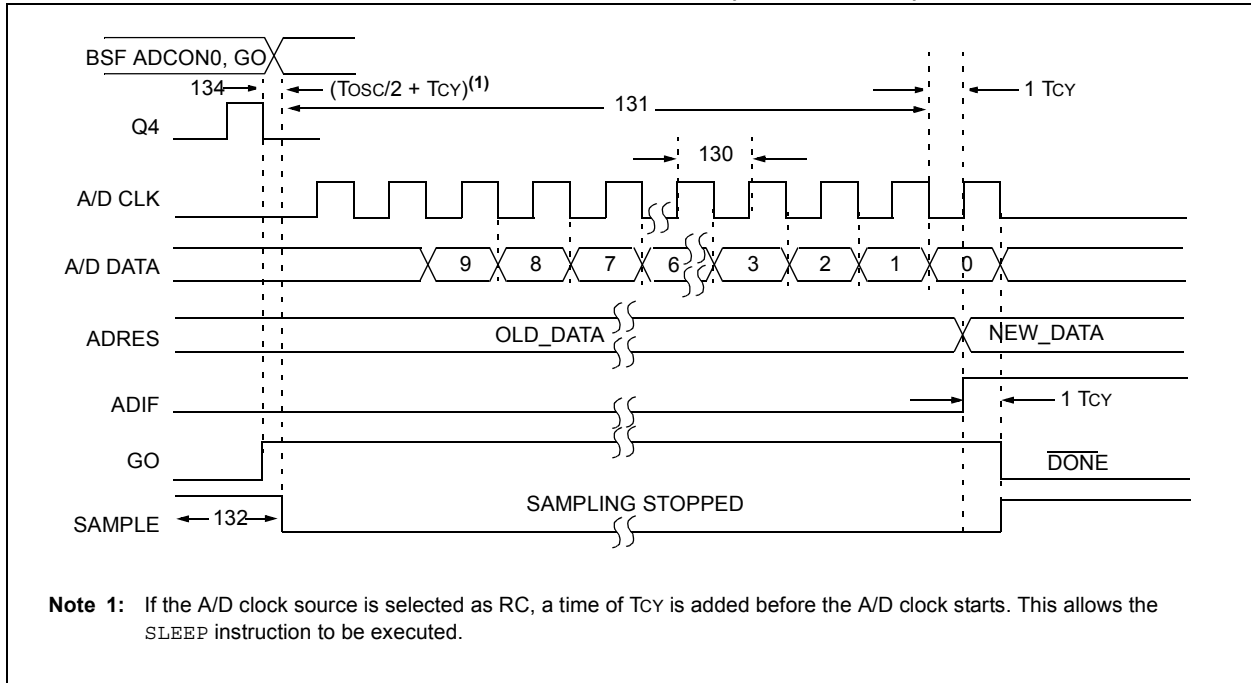 BSF ADCON0, GO
134 (TOSC/2 + TCY)(1) 131 1 TCY
Q4
130
A/D CLK
A/D DATA 9 8 7 6 3 2 1 0
ADRES OLD_DATA NEW_DATA
ADIF 1 TCY
GO DONE
SAMPLE 132 SAMPLING STOPPED
Note 1: If the A/D clock source is selected as RC, a time of TCY is added before the A/D clock starts. This allows the
SLEEP instruction to be executed.